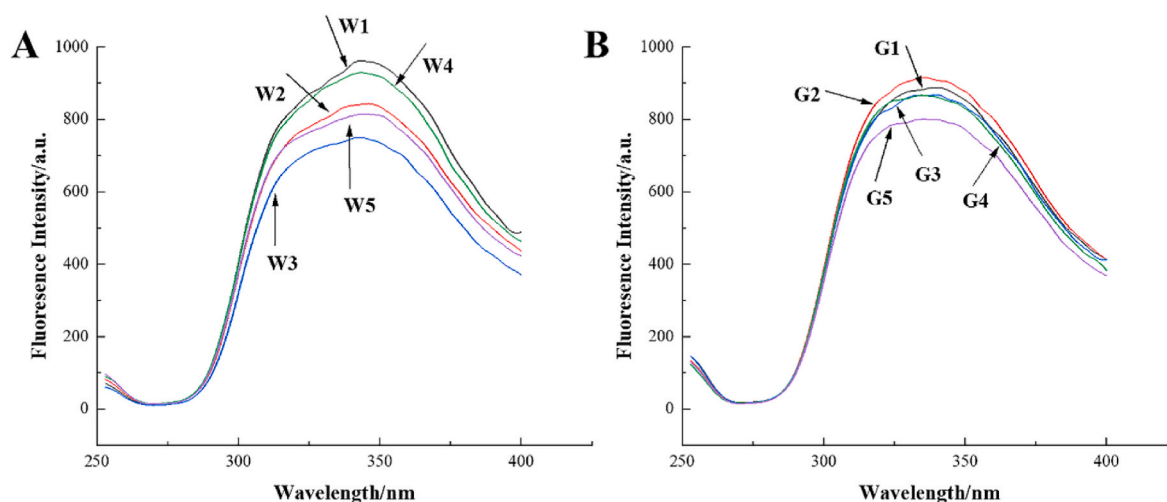 A
Fluoresence Intensity/a.u.
1000
800
600
400
200
0
250
300
350
400
Wavelength/nm
W1
W4
W2
W5
W3
B
Fluoresence Intensity/a.u.
1000
800
600
400
200
0
250
300
350
400
Wavelength/nm
G1
G2
G3
G5
G4